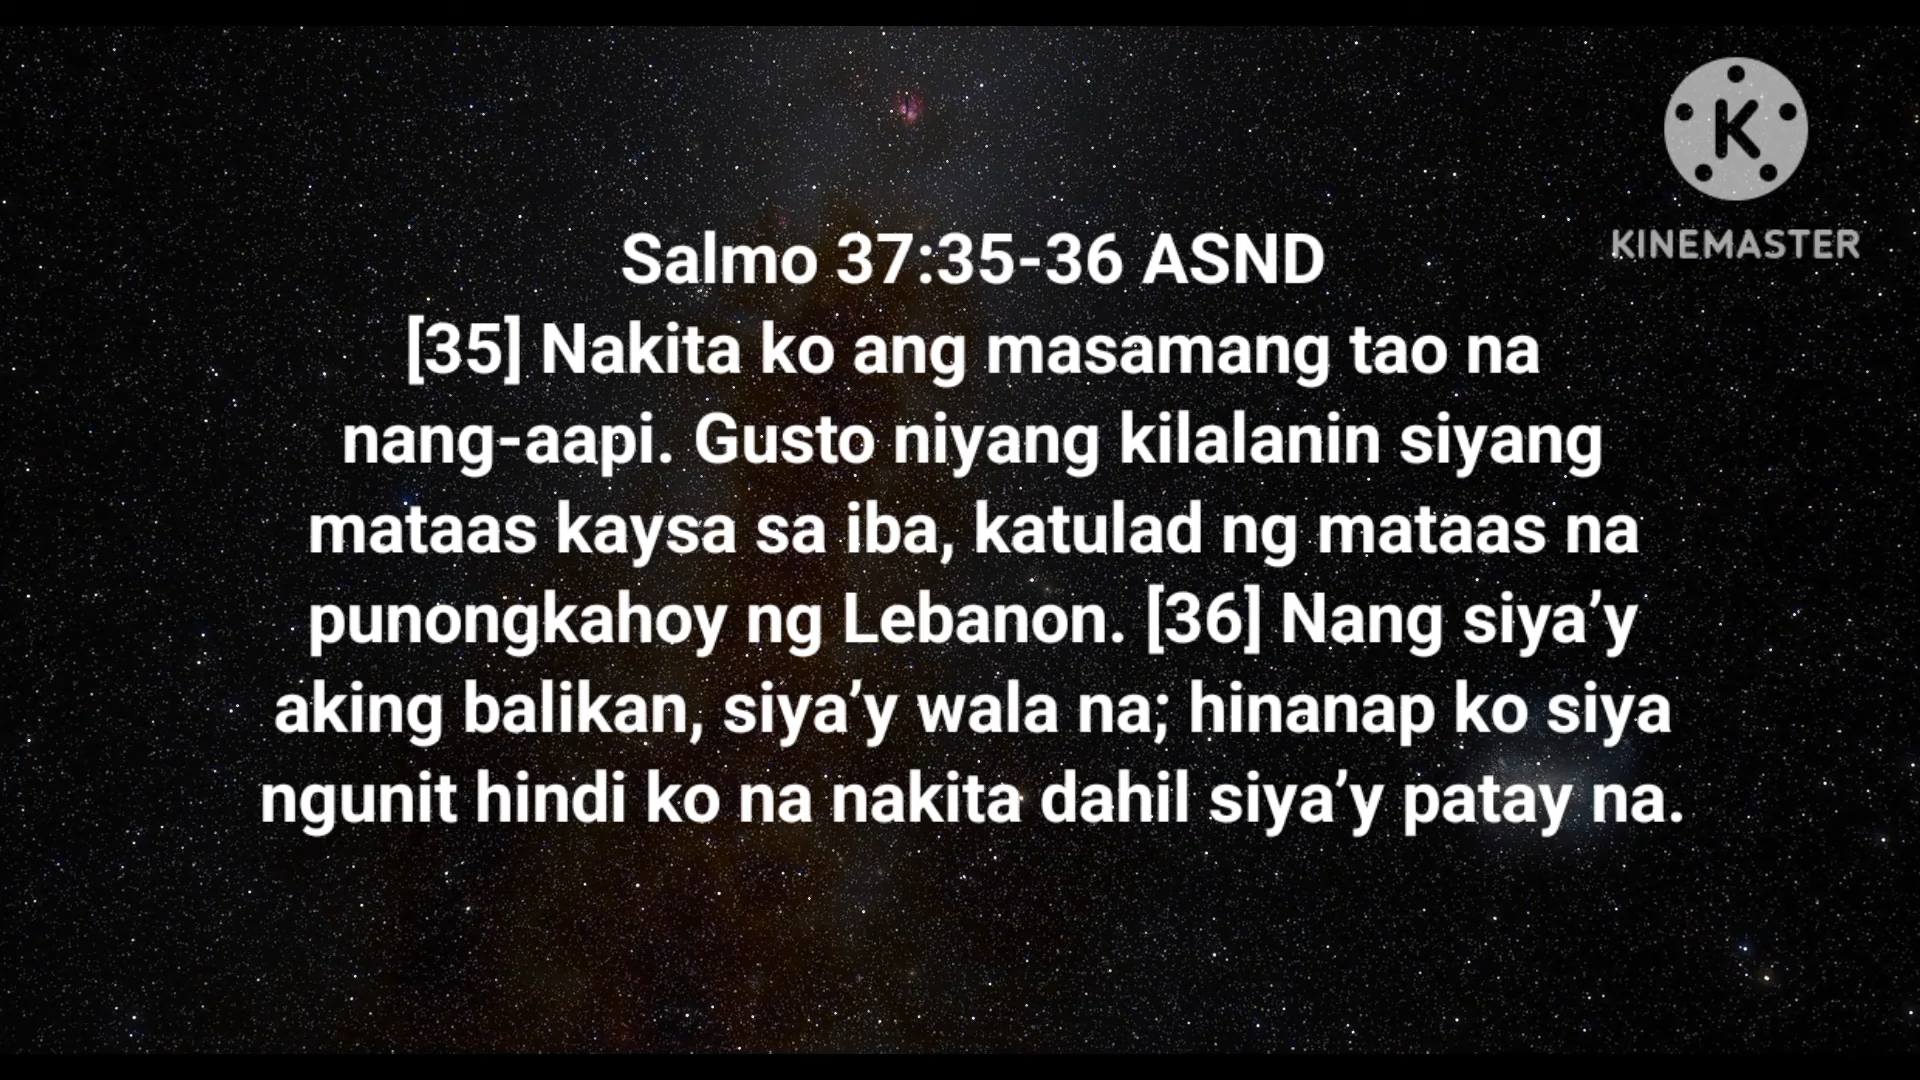 K
KINEMASTER
Salmo 37:35-36 ASND
[35] Nakita ko ang masamang tao na
nang-aapi. Gusto niyang kilalanin siyang
mataas kaysa sa iba, katulad ng mataas na
punongkahoy ng Lebanon. [36] Nang siya’y
aking balikan, siya’y wala na; hinanap ko siya
ngunit hindi ko na nakita dahil siya’y patay na.